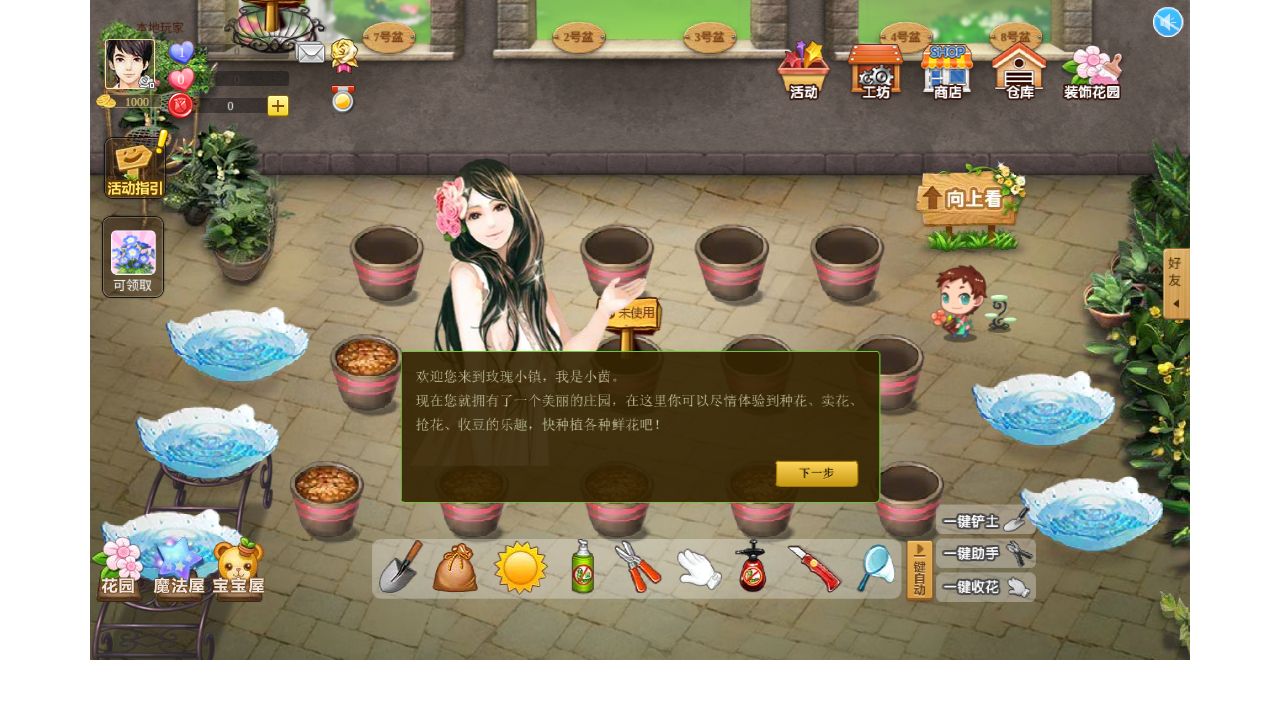 本地玩家
7号盆
2号盆
3号盆
4号盆
8号盆
1
0
0
1000
0
活动
工坊
SHOP
商店
仓库
装饰花园
活动指引
可领取
向上看
好友
未使用
欢迎您来到玫瑰小镇，我是小茵。
现在您就拥有了一个美丽的庄园，在这里你可以尽情体验到种花、卖花、
抢花、收豆的乐趣，快种植各种鲜花吧！
下一步
花园
魔法屋
宝宝屋
一键自动
一键铲土
一键助手
一键收花